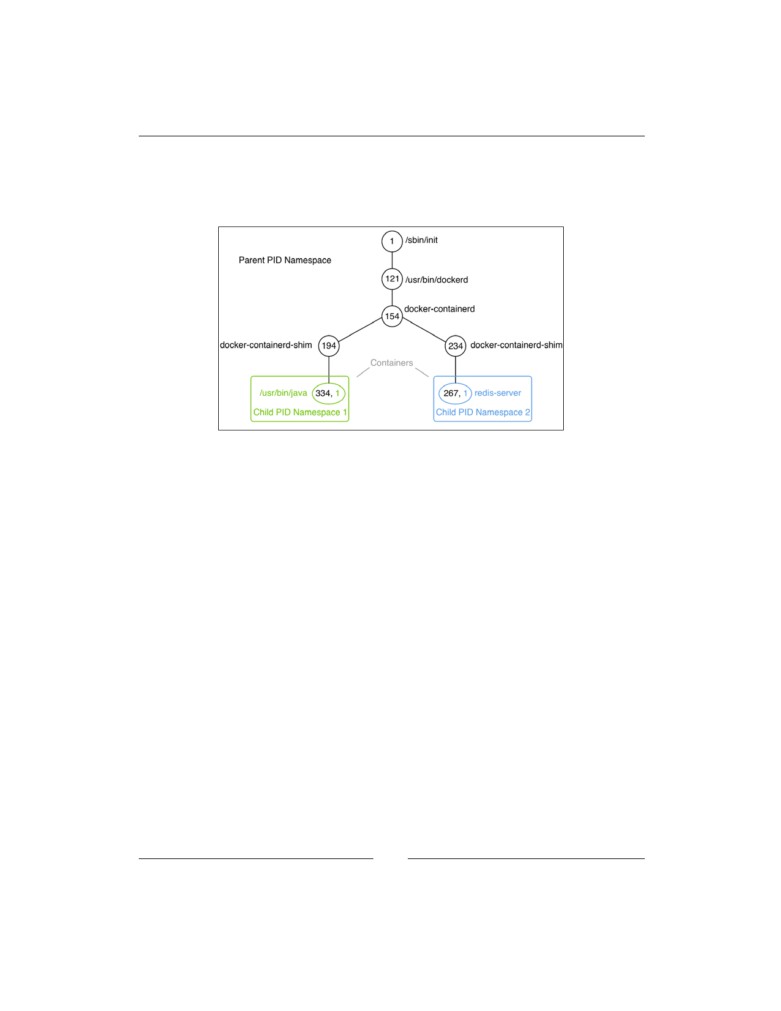 1 /sbin/init
Parent PID Namespace
121 /usr/bin/dockerd
docker-containerd
154
docker-containerd-shim 194
234 docker-containerd-shim
Containers
/usr/bin/java 334, 1
267, 1 redis-server
Child PID Namespace 1
Child PID Namespace 2